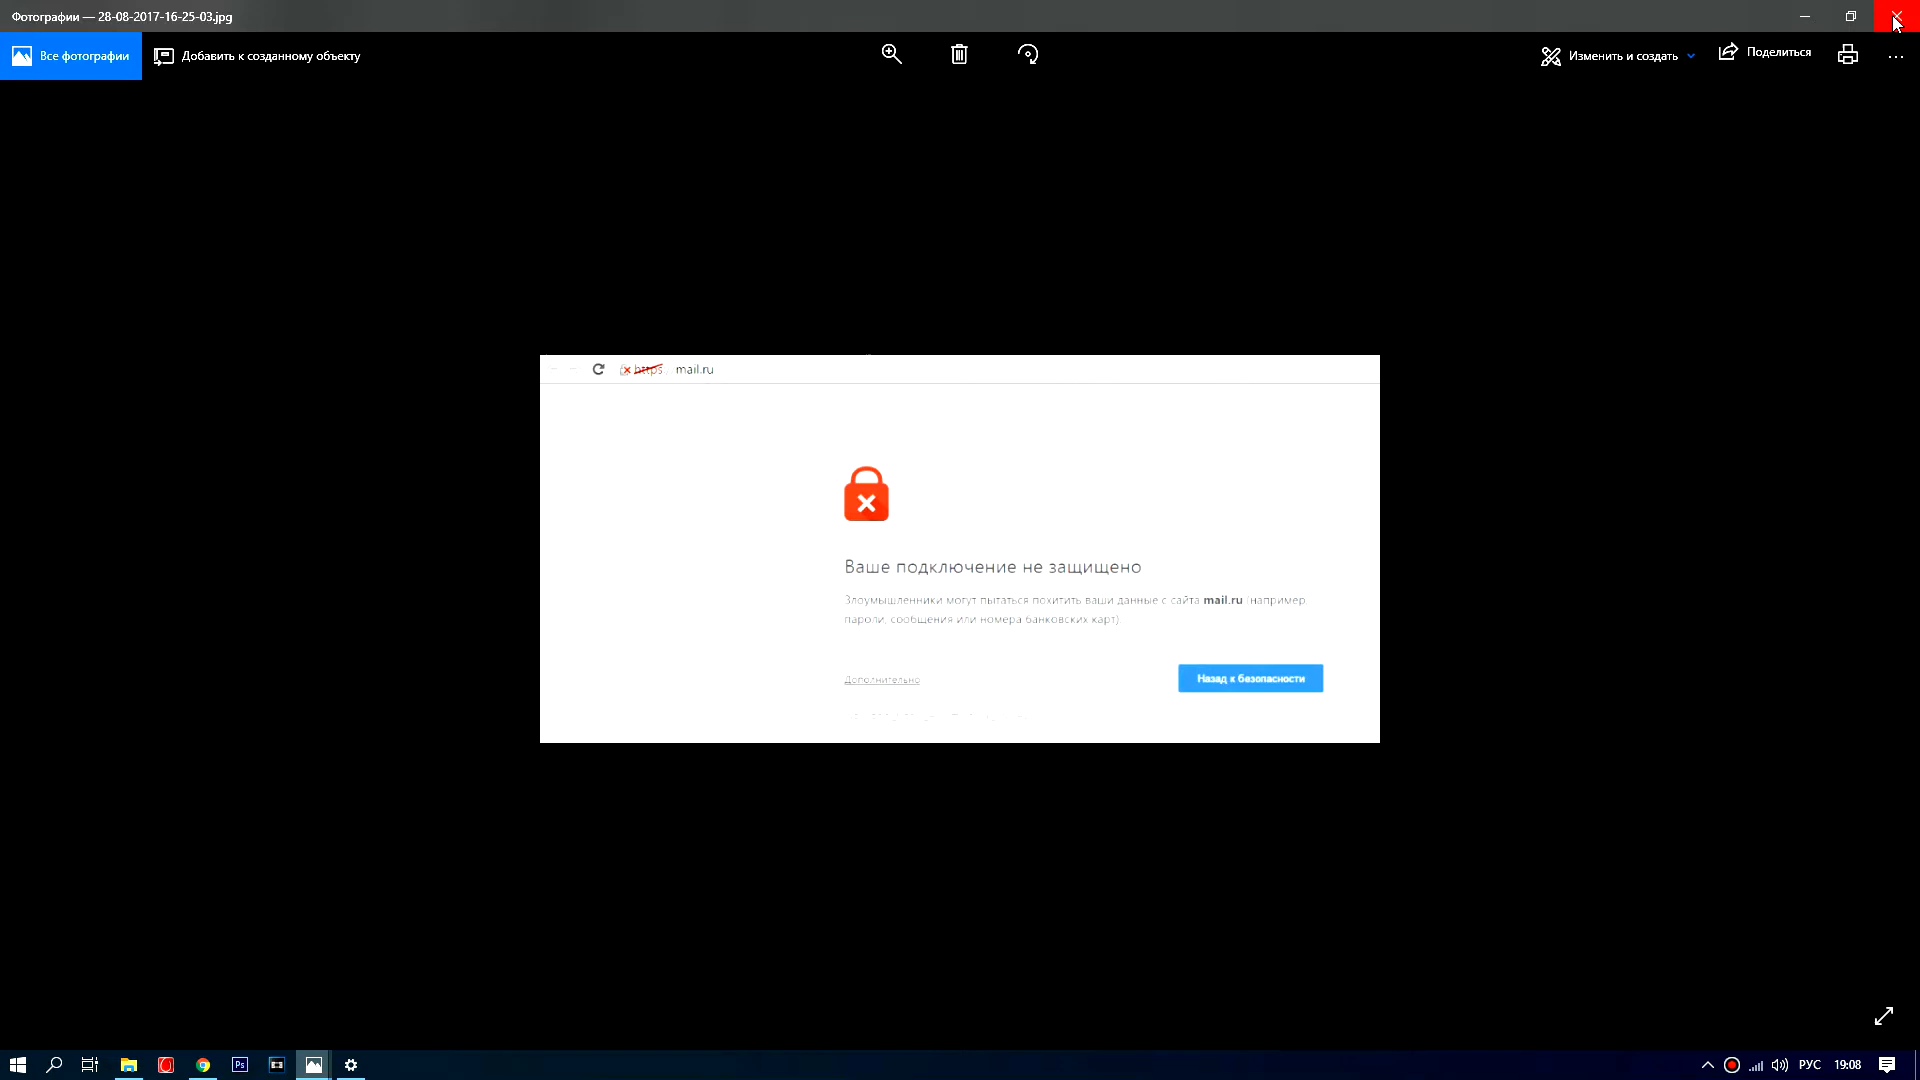 Фотографии — 28-08-2017-16-25-03.jpg
Все фотографии
Добавить к созданному объекту
Изменить и создать
Поделиться
https mail.ru
Ваше подключение не защищено
Злоумышленники могут пытаться похитить ваши данные с сайта mail.ru (например,
пароли, сообщения или номера банковских карт).
Дополнительно
Назад к безопасности
Ps
РУС
19:08